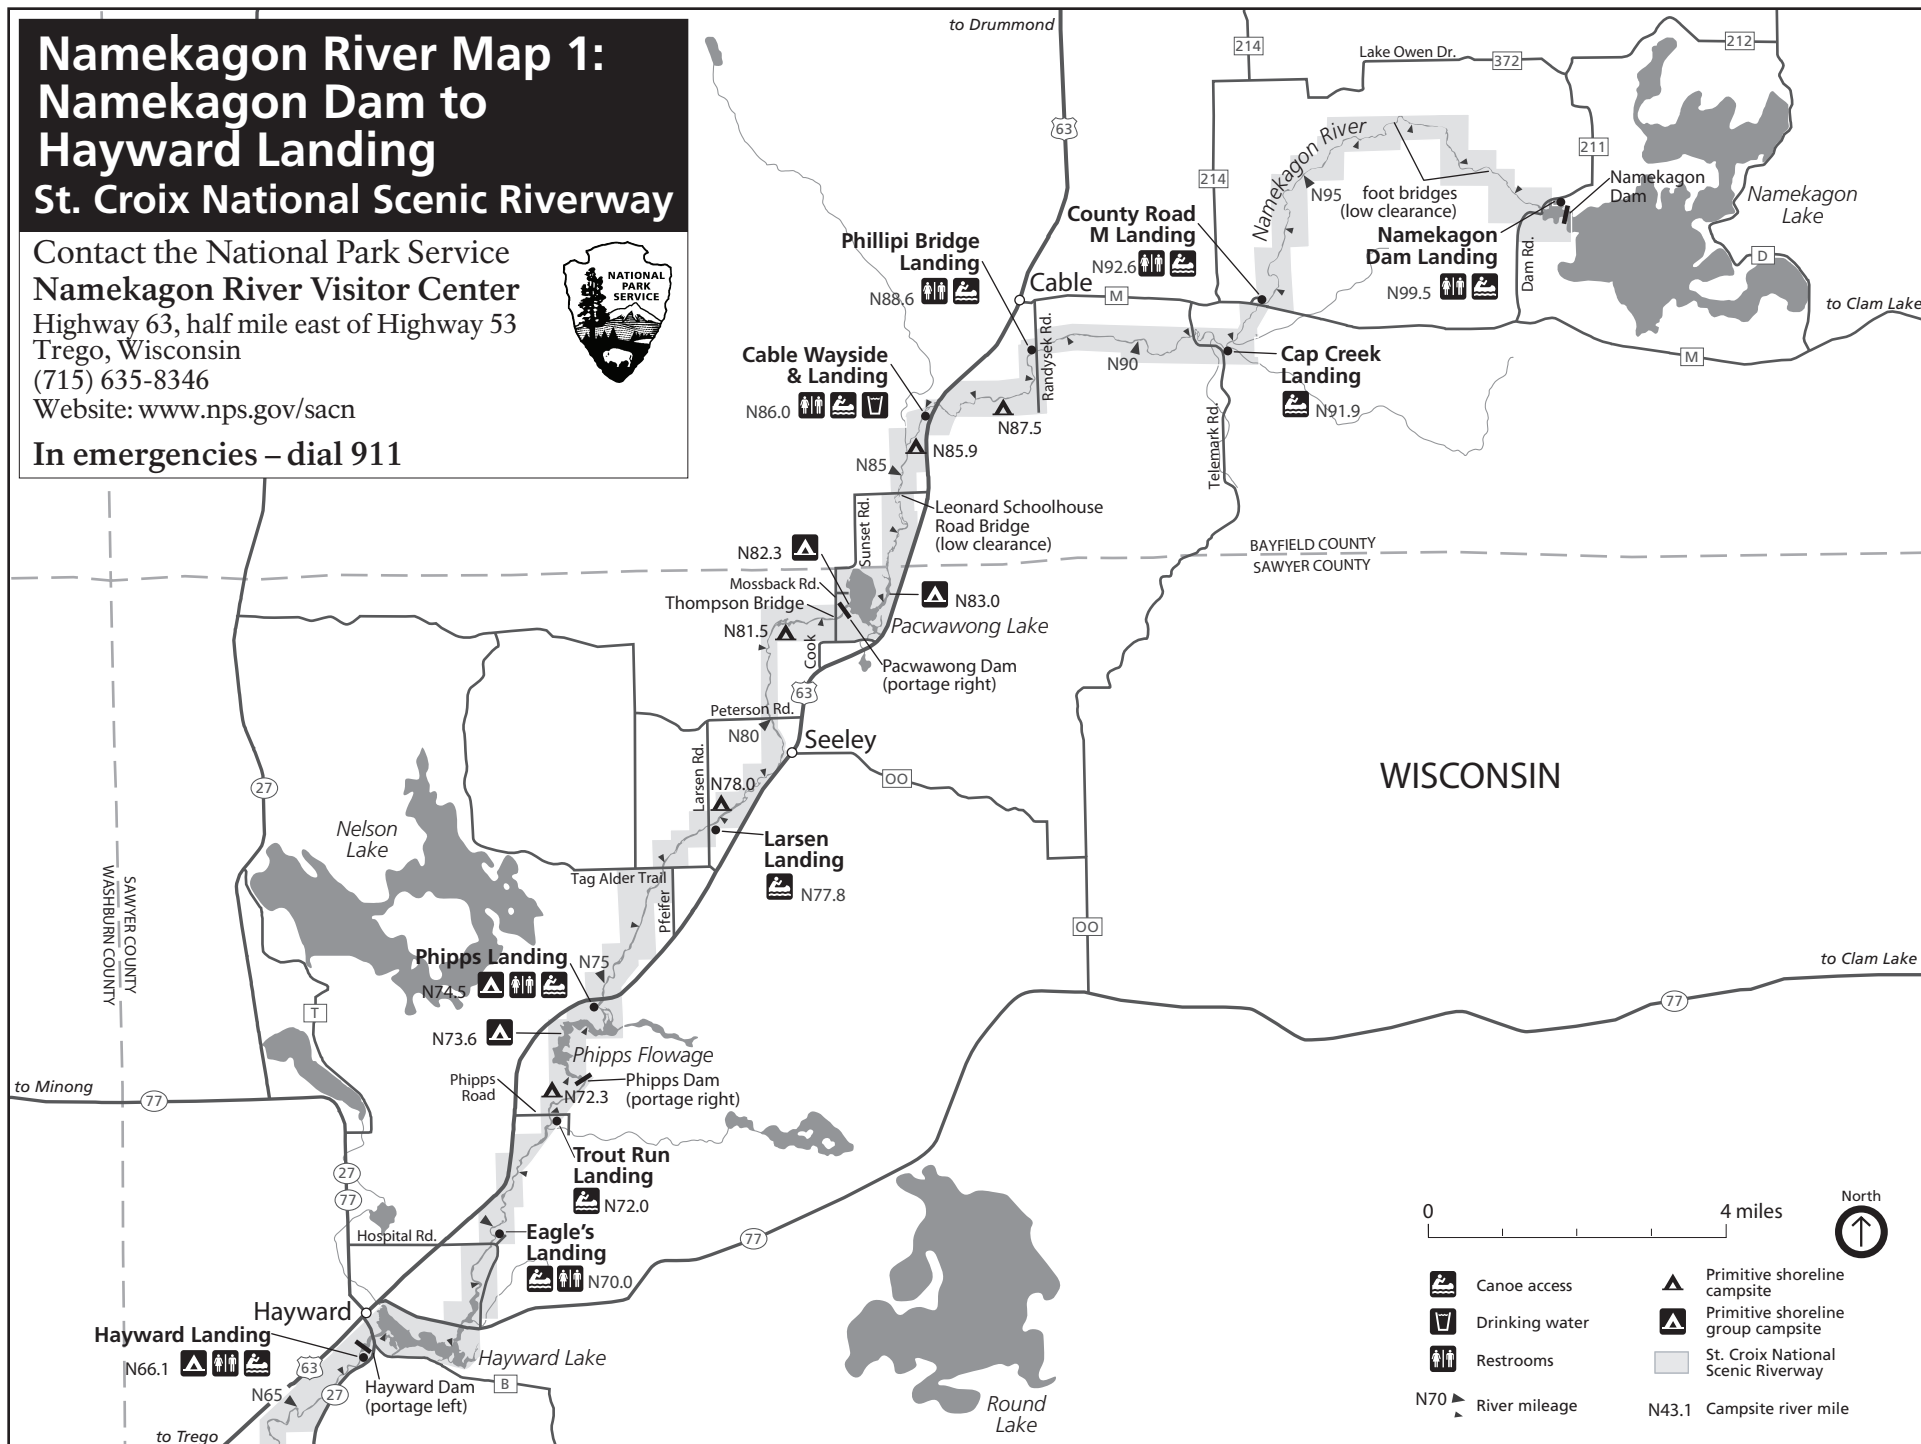 Namekagon River Map 1:
Namekagon Dam to
Hayward Landing
St. Croix National Scenic Riverway
Contact the National Park Service
Namekagon River Visitor Center
Highway 63, half mile east of Highway 53
Trego, Wisconsin
(715) 635-8346
Website: www.nps.gov/sacn
In emergencies – dial 911
NATIONAL
PARK
SERVICE
to Drummond
63
214
Lake Owen Dr.
372
212
211
214
Namekagon River
N95
foot bridges
(low clearance)
Namekagon
Dam
Namekagon
Lake
Namekagon
Dam Landing
N99.5
Dam Rd.
D
to Clam Lake
M
County Road
M Landing
N92.6
Phillipi Bridge
Landing
N88.6
Cable
M
Randysek Rd.
N90
Cap Creek
Landing
N91.9
Telemark Rd.
Cable Wayside
& Landing
N86.0
N87.5
N85.9
N85
Sunset Rd.
Leonard Schoolhouse
Road Bridge
(low clearance)
BAYFIELD COUNTY
SAWYER COUNTY
N82.3
Mossback Rd.
Thompson Bridge
N81.5
N83.0
Pacwawong Lake
Cook
Pacwawong Dam
(portage right)
63
Peterson Rd.
N80
Seeley
OO
Larsen Rd.
N78.0
Larsen
Landing
N77.8
WISCONSIN
27
Nelson
Lake
SAWYER COUNTY
WASHBURN COUNTY
Tag Alder Trail
Pfeifer
OO
Phipps Landing
N75
N74.5
to Clam Lake
77
T
N73.6
Phipps Flowage
Phipps
Road
N72.3
Phipps Dam
(portage right)
to Minong
77
Trout Run
Landing
N72.0
27
77
Hospital Rd.
Eagle's
Landing
N70.0
77
Hayward
Hayward Landing
N66.1
63
N65
27
Hayward Dam
(portage left)
Hayward Lake
B
to Trego
Round
Lake
0
4 miles
North
Canoe access
Drinking water
Restrooms
N70
River mileage
Primitive shoreline
campsite
Primitive shoreline
group campsite
St. Croix National
Scenic Riverway
N43.1
Campsite river mile